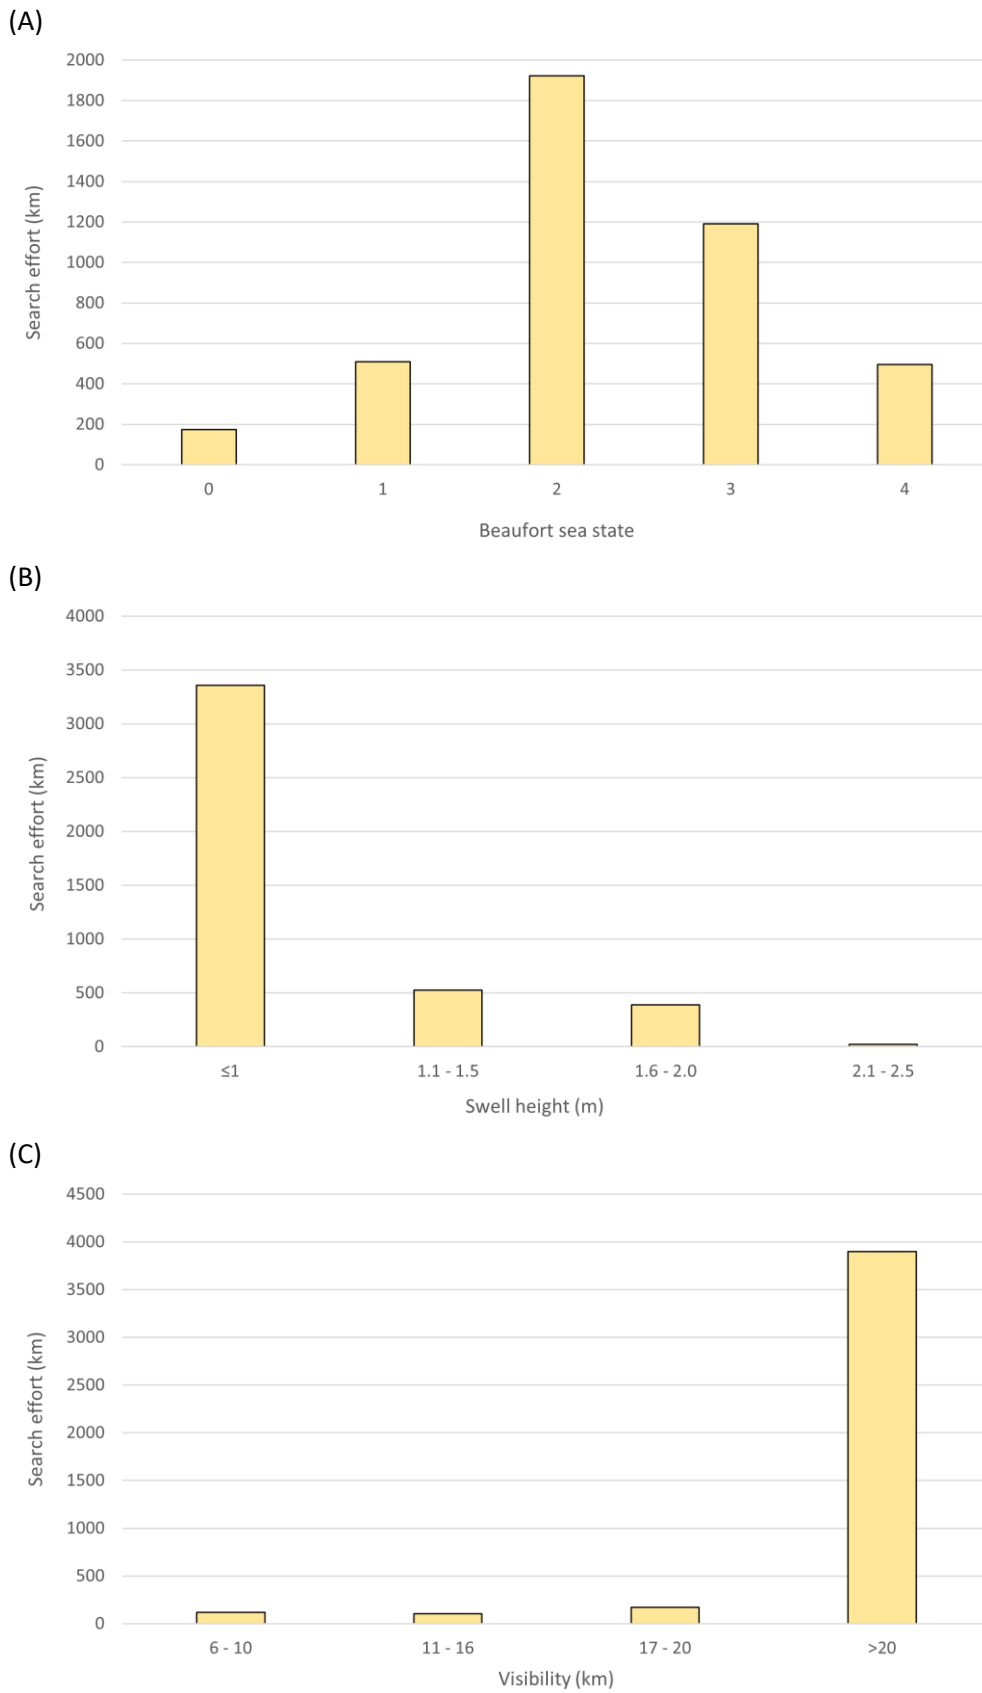 (A)
2000
1800
1600
1400
1200
1000
800
600
400
200
0
Search effort (km)
0 1 2 3 4
Beaufort sea state
(B)
4000
3500
3000
2500
2000
1500
1000
500
0
Search effort (km)
≤1 1.1 - 1.5 1.6 - 2.0 2.1 - 2.5
Swell height (m)
(C)
4500
4000
3500
3000
2500
2000
1500
1000
500
0
Search effort (km)
6 - 10 11 - 16 17 - 20 >20
Visibility (km)